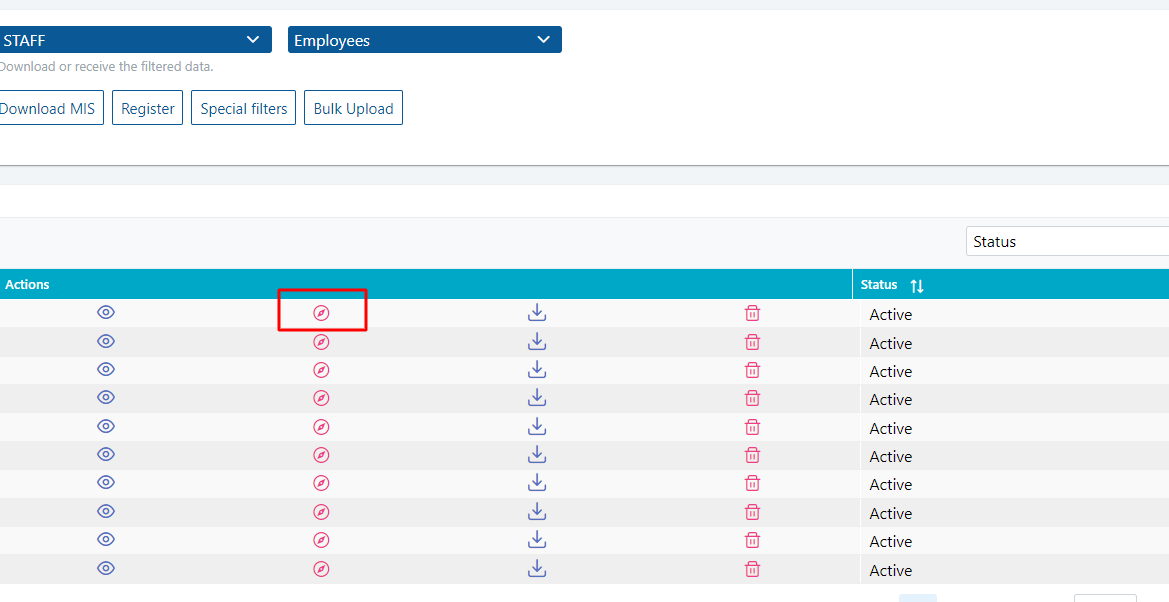 STAFF
Employees
Download or receive the filtered data.
Download MIS
Register
Special filters
Bulk Upload
Status
Actions
Status
Active
Active
Active
Active
Active
Active
Active
Active
Active
Active